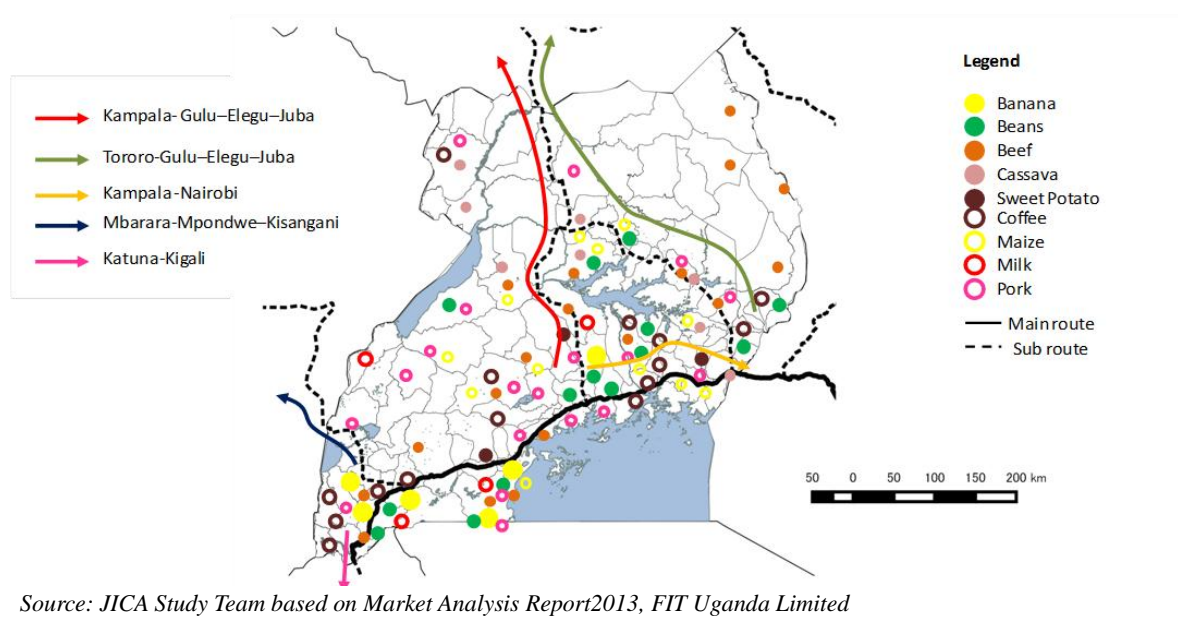 Kampala- Gulu–Elegu–Juba
Tororo-Gulu–Elegu–Juba
Kampala-Nairobi
Mbarara-Mpondwe–Kisangani
Katuna-Kigali
Legend
Banana
Beans
Beef
Cassava
Sweet Potato
Coffee
Maize
Milk
Pork
Main route
Sub route
50 0 50 100 150 200 km
Source: JICA Study Team based on Market Analysis Report2013, FIT Uganda Limited